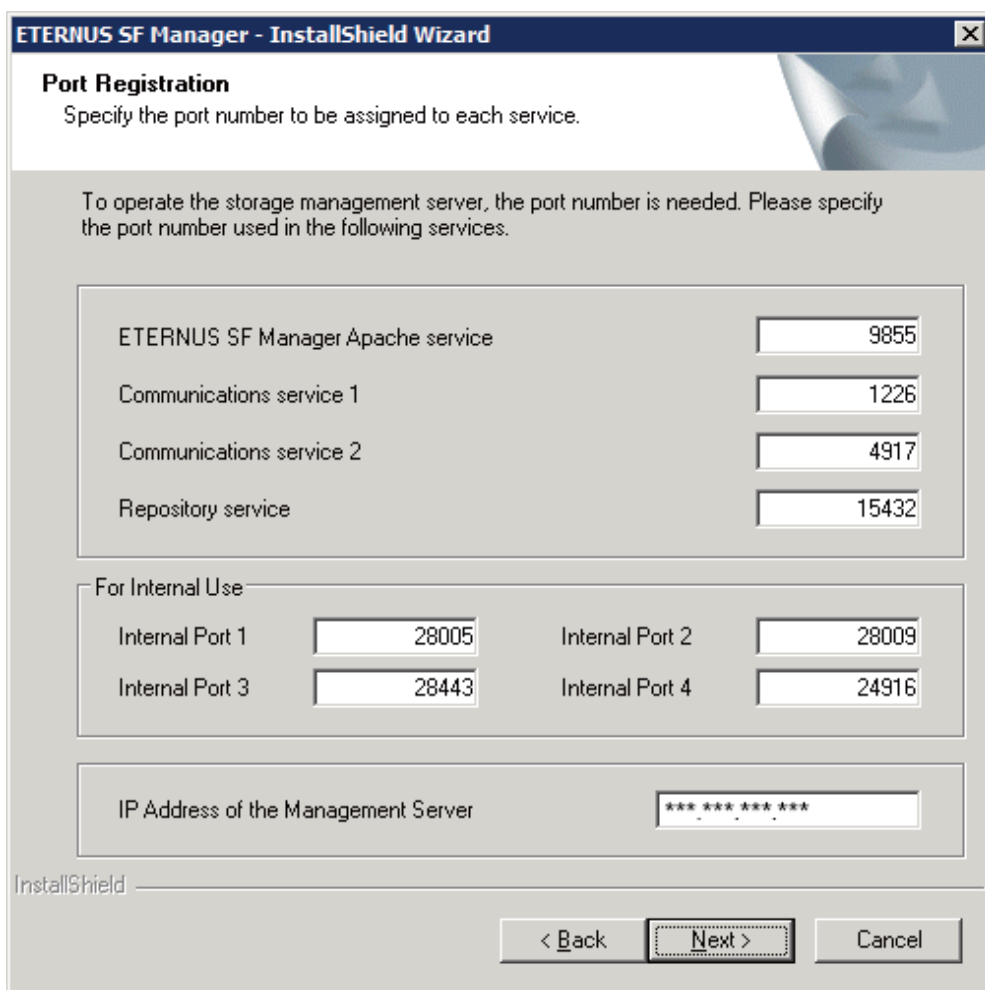 ETERNUS SF Manager - InstallShield Wizard
Port Registration
Specify the port number to be assigned to each service.
To operate the storage management server, the port number is needed. Please specify
the port number used in the following services.
ETERNUS SF Manager Apache service 9855
Communications service 1 1226
Communications service 2 4917
Repository service 15432
For Internal Use
Internal Port 1 28005 Internal Port 2 28009
Internal Port 3 28443 Internal Port 4 24916
IP Address of the Management Server ***.***.***.***
InstallShield
< Back Next > Cancel